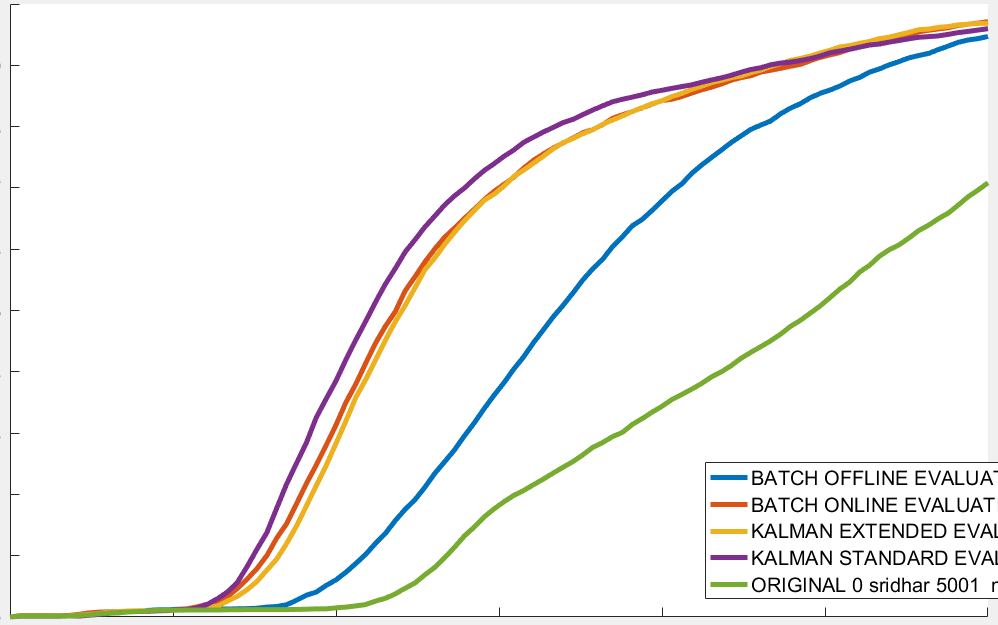 BATCH OFFLINE EVALUAT
BATCH ONLINE EVALUATI
KALMAN EXTENDED EVAL
KALMAN STANDARD EVAL
ORIGINAL 0 sridhar 5001